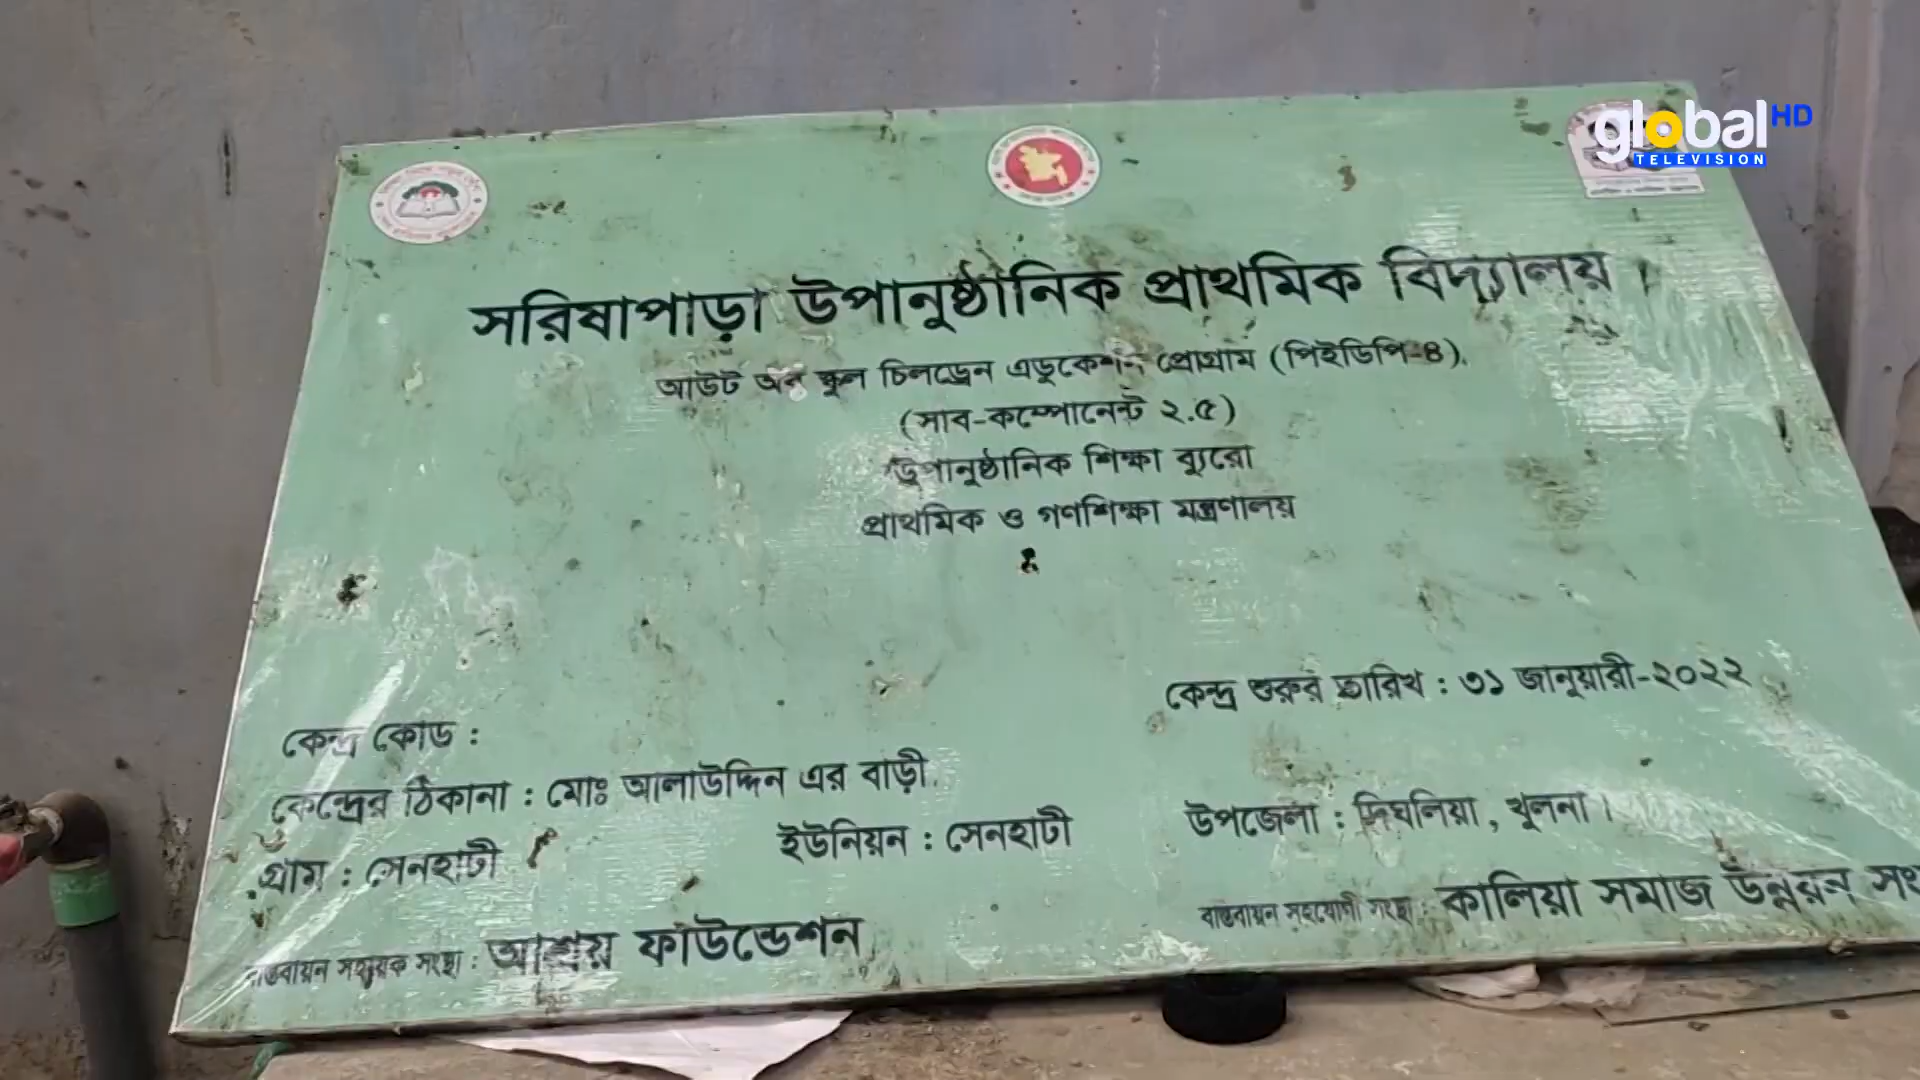 global HD
TELEVISION
সরিষাপাড়া উপানুষ্ঠানিক প্রাথমিক বিদ্যালয় ।
আউট অব স্কুল চিলড্রেন এডুকেশন প্রোগ্রাম (পিইডিপি-৪),
(সাব-কম্পোনেন্ট ২.৫)
উপানুষ্ঠানিক শিক্ষা ব্যুরো
প্রাথমিক ও গণশিক্ষা মন্ত্রণালয়
কেন্দ্র শুরুর তারিখ : ৩১ জানুয়ারী-২০২২
কেন্দ্র কোড :
কেন্দ্রের ঠিকানা : মোঃ আলাউদ্দিন এর বাড়ী,
গ্রাম : সেনহাটী ইউনিয়ন : সেনহাটী উপজেলা : দিঘলিয়া, খুলনা ।
বাস্তবায়ন সহায়ক সংস্থা : আশ্রয় ফাউন্ডেশন বাস্তবায়ন সহযোগী সংস্থা : কালিয়া সমাজ উন্নয়ন